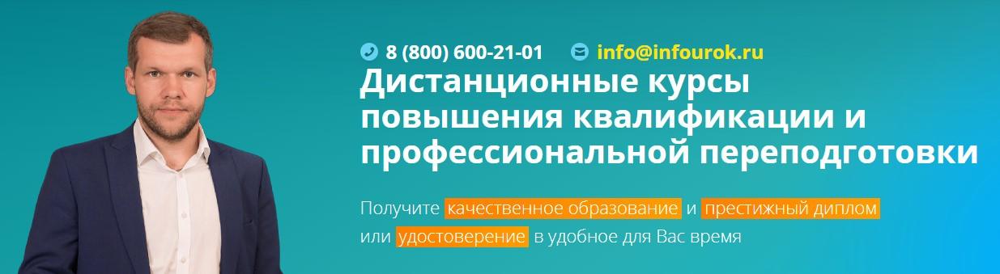 8 (800) 600-21-01 info@infourok.ru
Дистанционные курсы
повышения квалификации и
профессиональной переподготовки
Получите качественное образование и престижный диплом
или удостоверение в удобное для Вас время